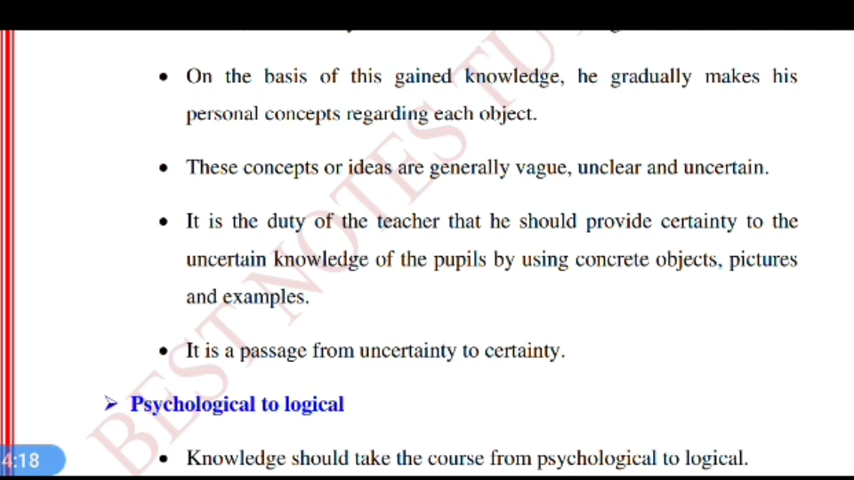 • On the basis of this gained knowledge, he gradually makes his
personal concepts regarding each object.
• These concepts or ideas are generally vague, unclear and uncertain.
• It is the duty of the teacher that he should provide certainty to the
uncertain knowledge of the pupils by using concrete objects, pictures
and examples.
• It is a passage from uncertainty to certainty.
➢ Psychological to logical
4:18
• Knowledge should take the course from psychological to logical.
BEST NOTES TU